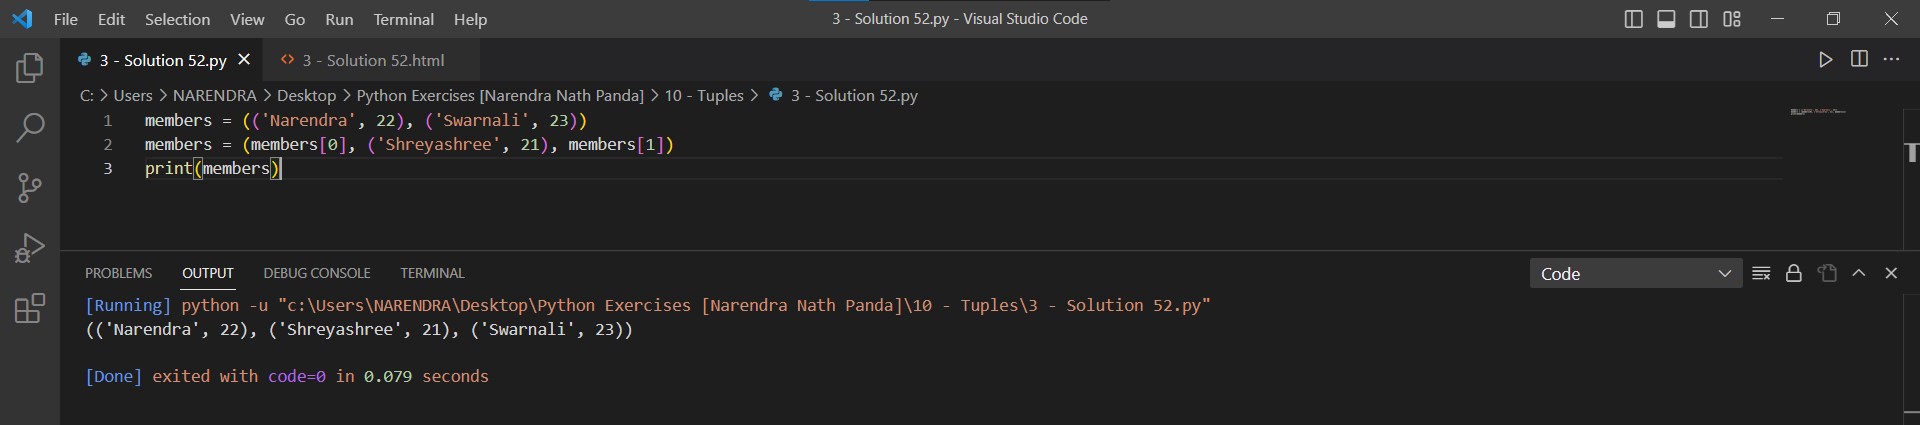 File Edit Selection View Go Run Terminal Help 3 - Solution 52.py - Visual Studio Code
3 - Solution 52.py <> 3 - Solution 52.html
C: > Users > NARENDRA > Desktop > Python Exercises [Narendra Nath Panda] > 10 - Tuples > 3 - Solution 52.py
1 members = (('Narendra', 22), ('Swarnali', 23))
2 members = (members[0], ('Shreyashree', 21), members[1])
3 print(members)
PROBLEMS OUTPUT DEBUG CONSOLE TERMINAL Code
[Running] python -u "c:\Users\NARENDRA\Desktop\Python Exercises [Narendra Nath Panda]\10 - Tuples\3 - Solution 52.py"
(('Narendra', 22), ('Shreyashree', 21), ('Swarnali', 23))
[Done] exited with code=0 in 0.079 seconds